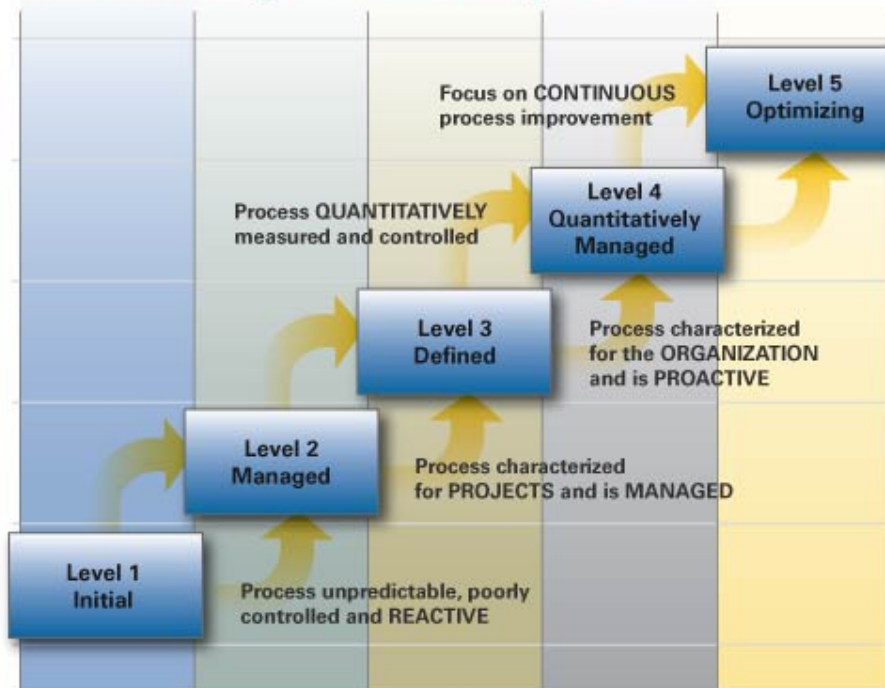 Focus on CONTINUOUS
process improvement
Level 5
Optimizing
Process QUANTITATIVELY
measured and controlled
Level 4
Quantitatively
Managed
Level 3
Defined
Process characterized
for the ORGANIZATION
and is PROACTIVE
Level 2
Managed
Process characterized
for PROJECTS and is MANAGED
Level 1
Initial
Process unpredictable, poorly
controlled and REACTIVE